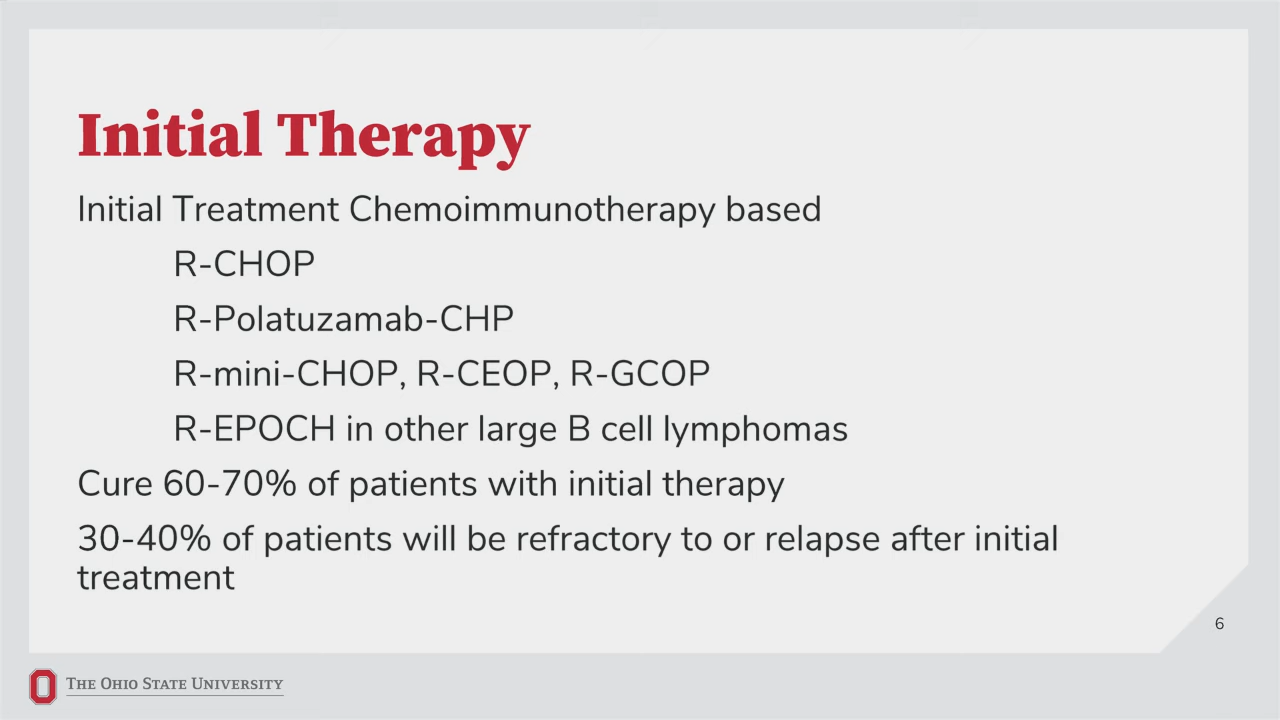 Initial Therapy
Initial Treatment Chemoimmunotherapy based
R-CHOP
R-Polatuzamab-CHP
R-mini-CHOP, R-CEOP, R-GCOP
R-EPOCH in other large B cell lymphomas
Cure 60-70% of patients with initial therapy
30-40% of patients will be refractory to or relapse after initial
treatment
6
The Ohio State University